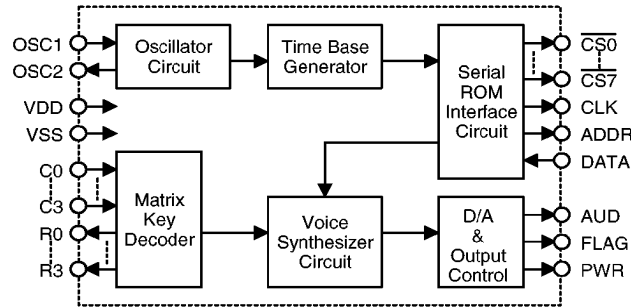 OSC1
OSC2
VDD
VSS
C0
C3
R0
R3
Oscillator
Circuit
Time Base
Generator
Serial
ROM
Interface
Circuit
Matrix
Key
Decoder
Voice
Synthesizer
Circuit
D/A
&
Output
Control
CS0
CS7
CLK
ADDR
DATA
AUD
FLAG
PWR